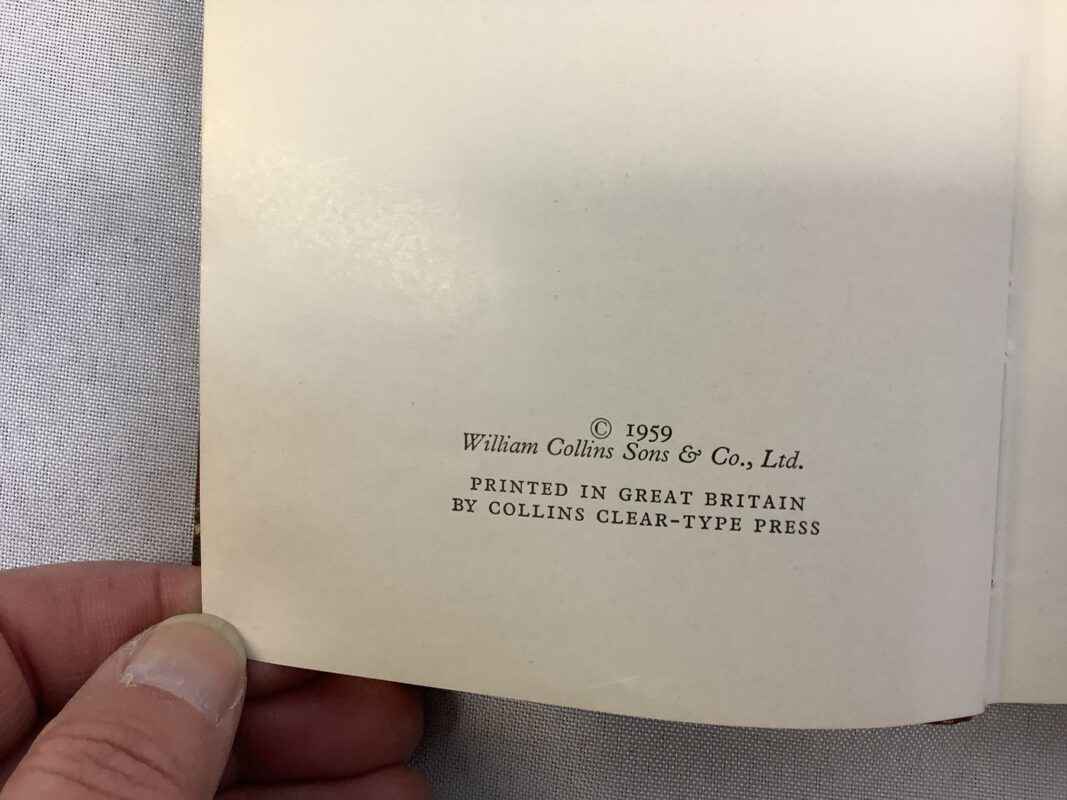 © 1959
William Collins Sons & Co., Ltd.
PRINTED IN GREAT BRITAIN
BY COLLINS CLEAR-TYPE PRESS